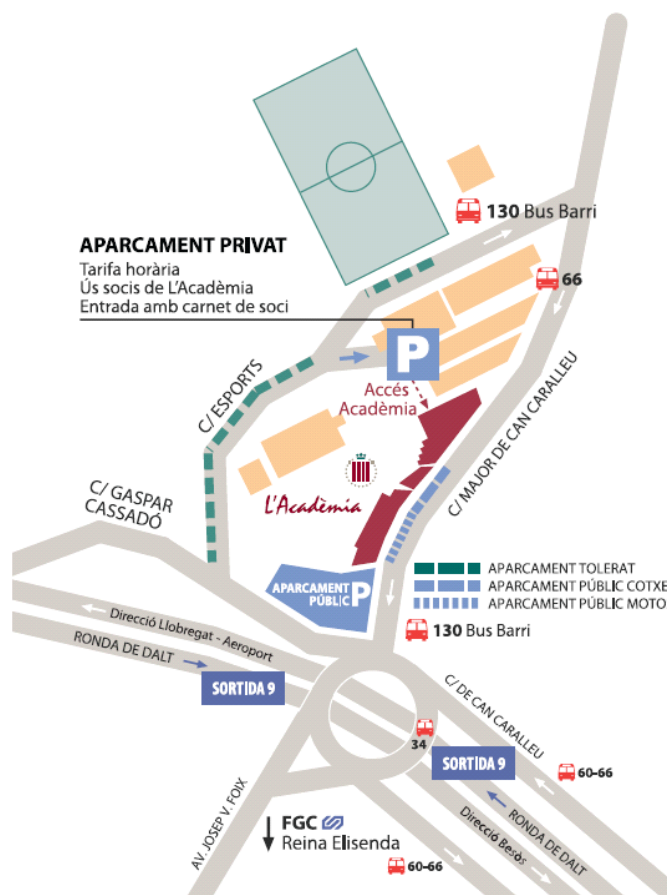 130 Bus Barri
APARCAMENT PRIVAT
Tarifa horària
Ús socis de L'Acadèmia
Entrada amb carnet de soci
66
P
Accés
Acadèmia
C/ ESPORTS
C/ MAJOR DE CAN CARALLEU
C/ GASPAR
CASSADÓ
L'Acadèmia
APARCAMENT TOLERAT
APARCAMENT PÚBLIC COTXE
APARCAMENT PÚBLIC MOTO
APARCAMENT
PÚBLIC P
130 Bus Barri
Direcció Llobregat - Aeroport
RONDA DE DALT
SORTIDA 9
C/ DE CAN CARALLEU
34
SORTIDA 9
60-66
AV. JOSEP V. FOIX
FGC
Reina Elisenda
RONDA DE DALT
Direcció Besòs
60-66